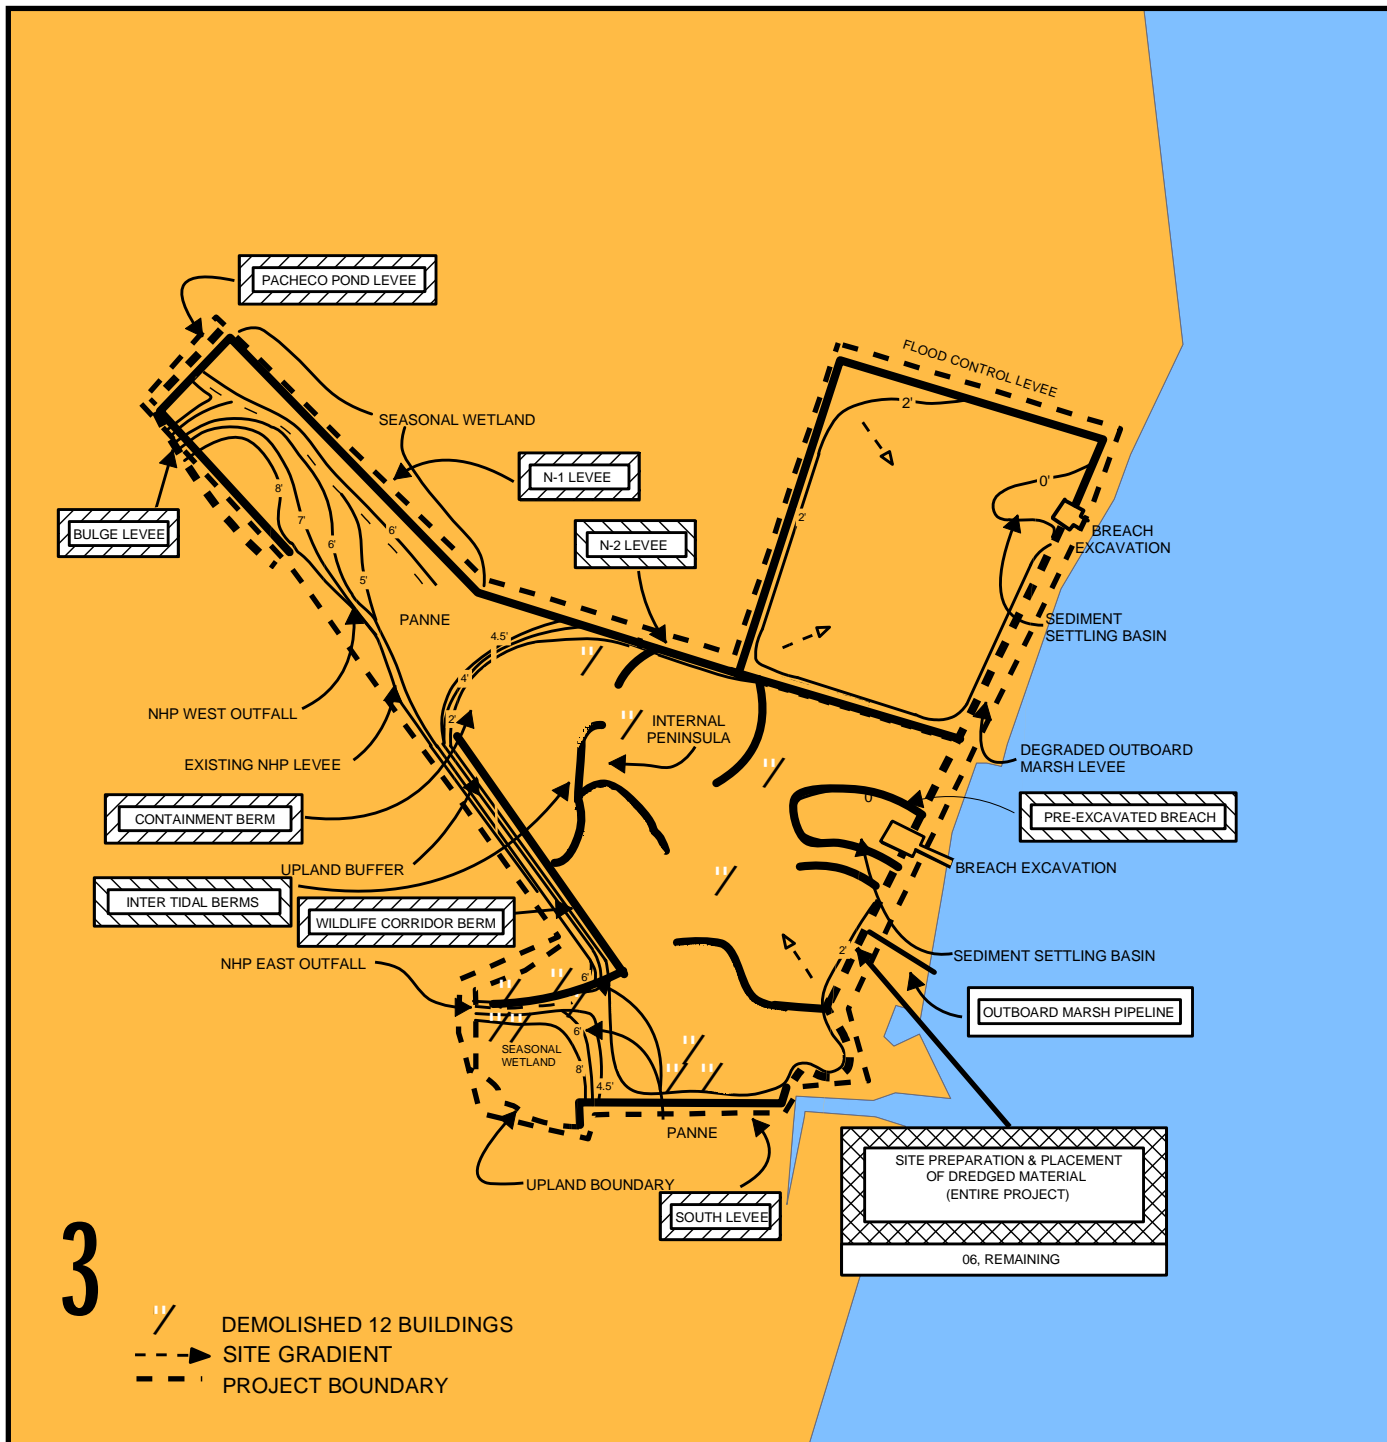 PACHECO POND LEVEE
FLOOD CONTROL LEVEE
2'
SEASONAL WETLAND
N-1 LEVEE
0'
8'
7'
6'
6'
5'
2'
BULGE LEVEE
N-2 LEVEE
BREACH
EXCAVATION
PANNE
4.5'
SEDIMENT
SETTLING BASIN
4'
2'
NHP WEST OUTFALL
INTERNAL
PENINSULA
EXISTING NHP LEVEE
DEGRADED OUTBOARD
MARSH LEVEE
0'
CONTAINMENT BERM
PRE-EXCAVATED BREACH
UPLAND BUFFER
BREACH EXCAVATION
INTER TIDAL BERMS
WILDLIFE CORRIDOR BERM
2'
NHP EAST OUTFALL
SEDIMENT SETTLING BASIN
6'
OUTBOARD MARSH PIPELINE
6'
SEASONAL
WETLAND
8'
4.5'
PANNE
UPLAND BOUNDARY
SOUTH LEVEE
SITE PREPARATION & PLACEMENT
OF DREDGED MATERIAL
(ENTIRE PROJECT)
06, REMAINING
3
DEMOLISHED 12 BUILDINGS
SITE GRADIENT
PROJECT BOUNDARY